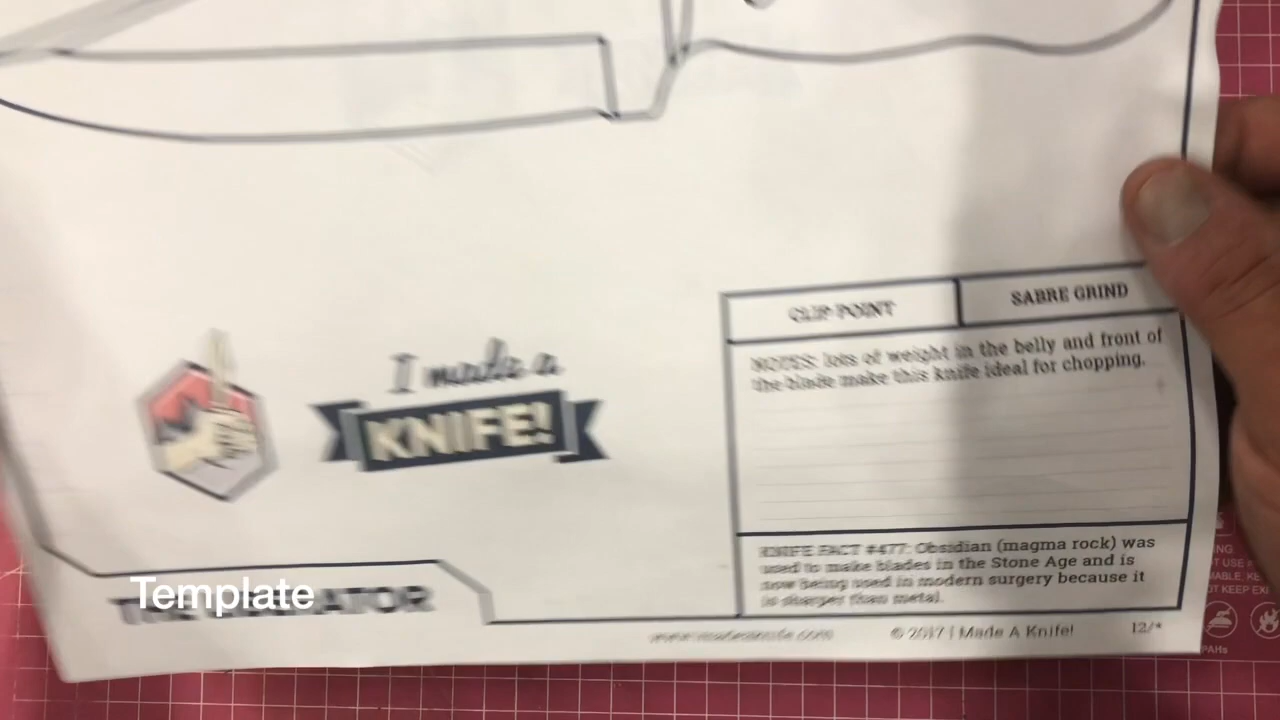 CLIP POINT
SABRE GRIND
NOTES: lots of weight in the belly and front of
the blade make this knife ideal for chopping.
I made a
KNIFE!
KNIFE FACT #477: Obsidian (magma rock) was
used to make blades in the Stone Age and is
now being used in modern surgery because it
is sharper than metal.
Template
THE
© 2017 I Made A Knife!
12/*